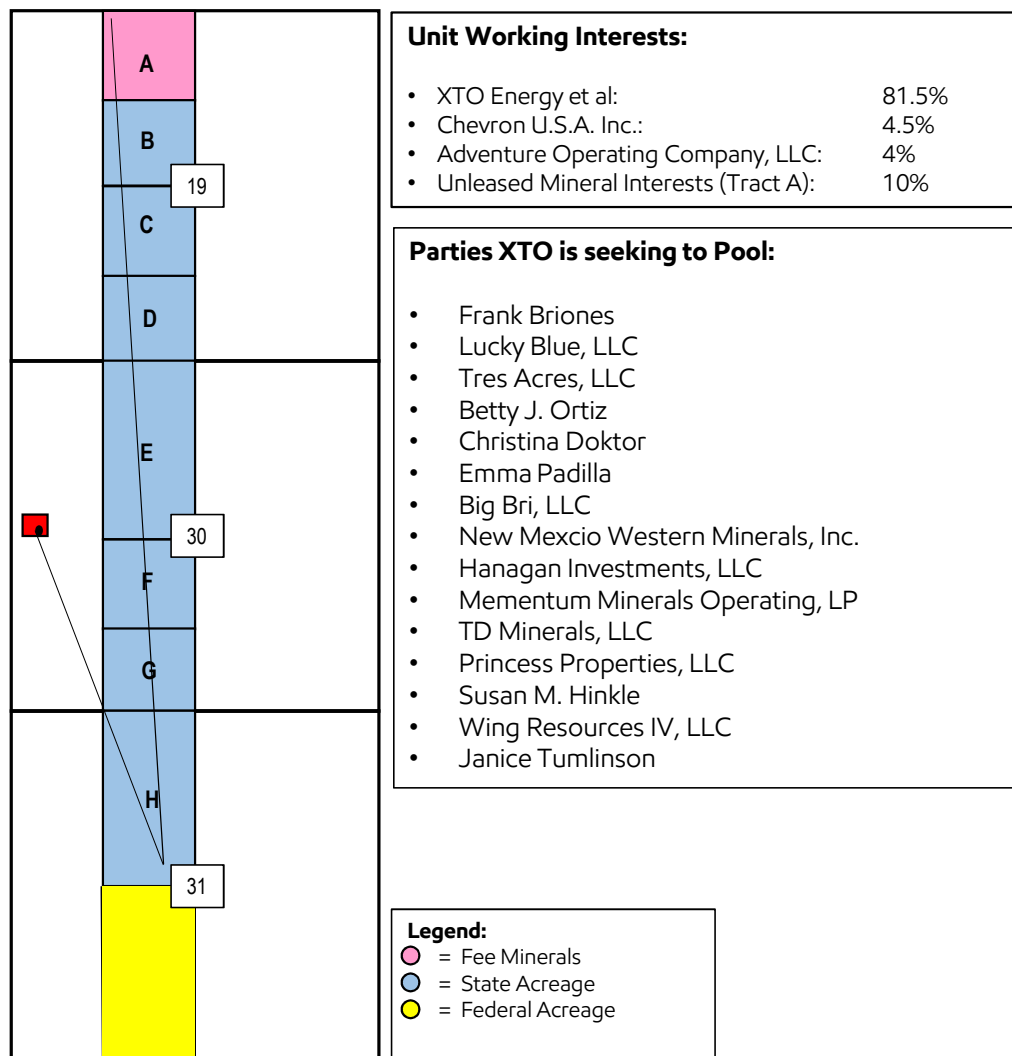 A
B
19
C
D
E
30
F
G
H
31
Unit Working Interests:
• XTO Energy et al: 81.5%
• Chevron U.S.A. Inc.: 4.5%
• Adventure Operating Company, LLC: 4%
• Unleased Mineral Interests (Tract A): 10%
Parties XTO is seeking to Pool:
• Frank Briones
• Lucky Blue, LLC
• Tres Acres, LLC
• Betty J. Ortiz
• Christina Doktor
• Emma Padilla
• Big Bri, LLC
• New Mexcio Western Minerals, Inc.
• Hanagan Investments, LLC
• Mementum Minerals Operating, LP
• TD Minerals, LLC
• Princess Properties, LLC
• Susan M. Hinkle
• Wing Resources IV, LLC
• Janice Tumlinson
Legend:
= Fee Minerals
= State Acreage
= Federal Acreage